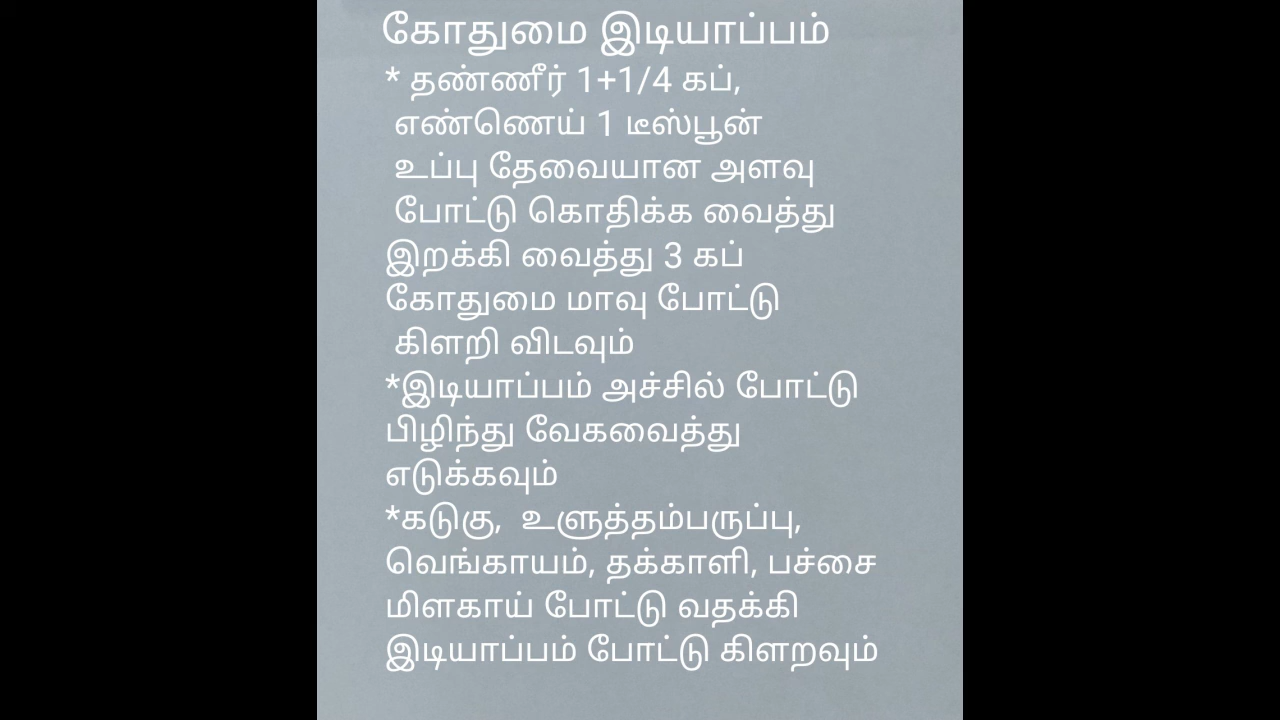 கோதுமை இடியாப்பம்
* தண்ணீர் 1+1/4 கப்,
எண்ணெய் 1 டீஸ்பூன்
உப்பு தேவையான அளவு
போட்டு கொதிக்க வைத்து
இறக்கி வைத்து 3 கப்
கோதுமை மாவு போட்டு
கிளறி விடவும்
*இடியாப்பம் அச்சில் போட்டு
பிழிந்து வேகவைத்து
எடுக்கவும்
*கடுகு, உளுத்தம்பருப்பு,
வெங்காயம், தக்காளி, பச்சை
மிளகாய் போட்டு வதக்கி
இடியாப்பம் போட்டு கிளறவும்